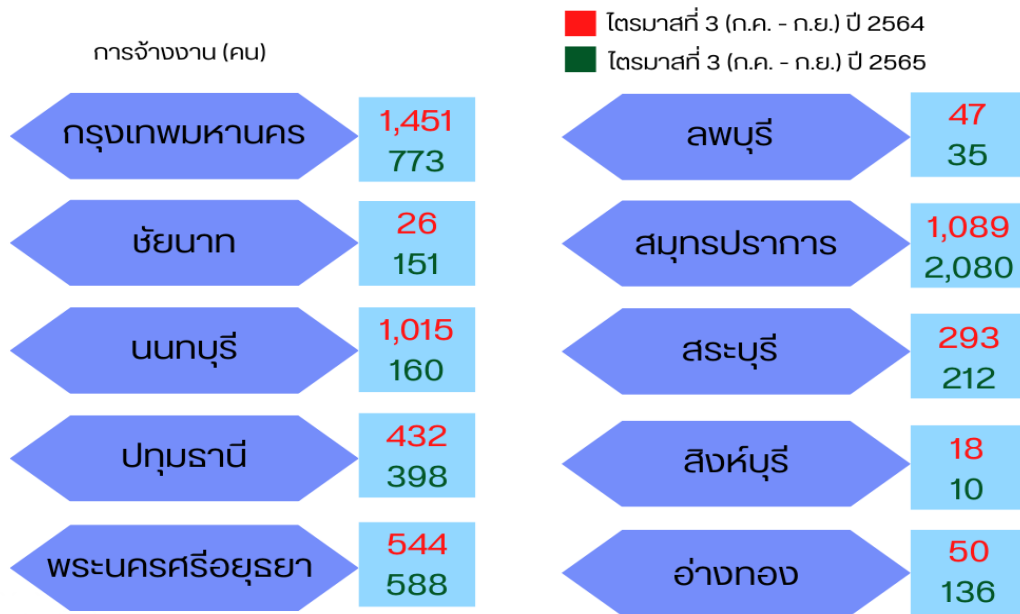 การจ้างงาน (คน)
ไตรมาสที่ 3 (ก.ค. - ก.ย.) ปี 2564
ไตรมาสที่ 3 (ก.ค. - ก.ย.) ปี 2565
กรุงเทพมหานคร
1,451
773
ชัยนาท
26
151
นนทบุรี
1,015
160
ปทุมธานี
432
398
พระนครศรีอยุธยา
544
588
ลพบุรี
47
35
สมุทรปราการ
1,089
2,080
สระบุรี
293
212
สิงห์บุรี
18
10
อ่างทอง
50
136